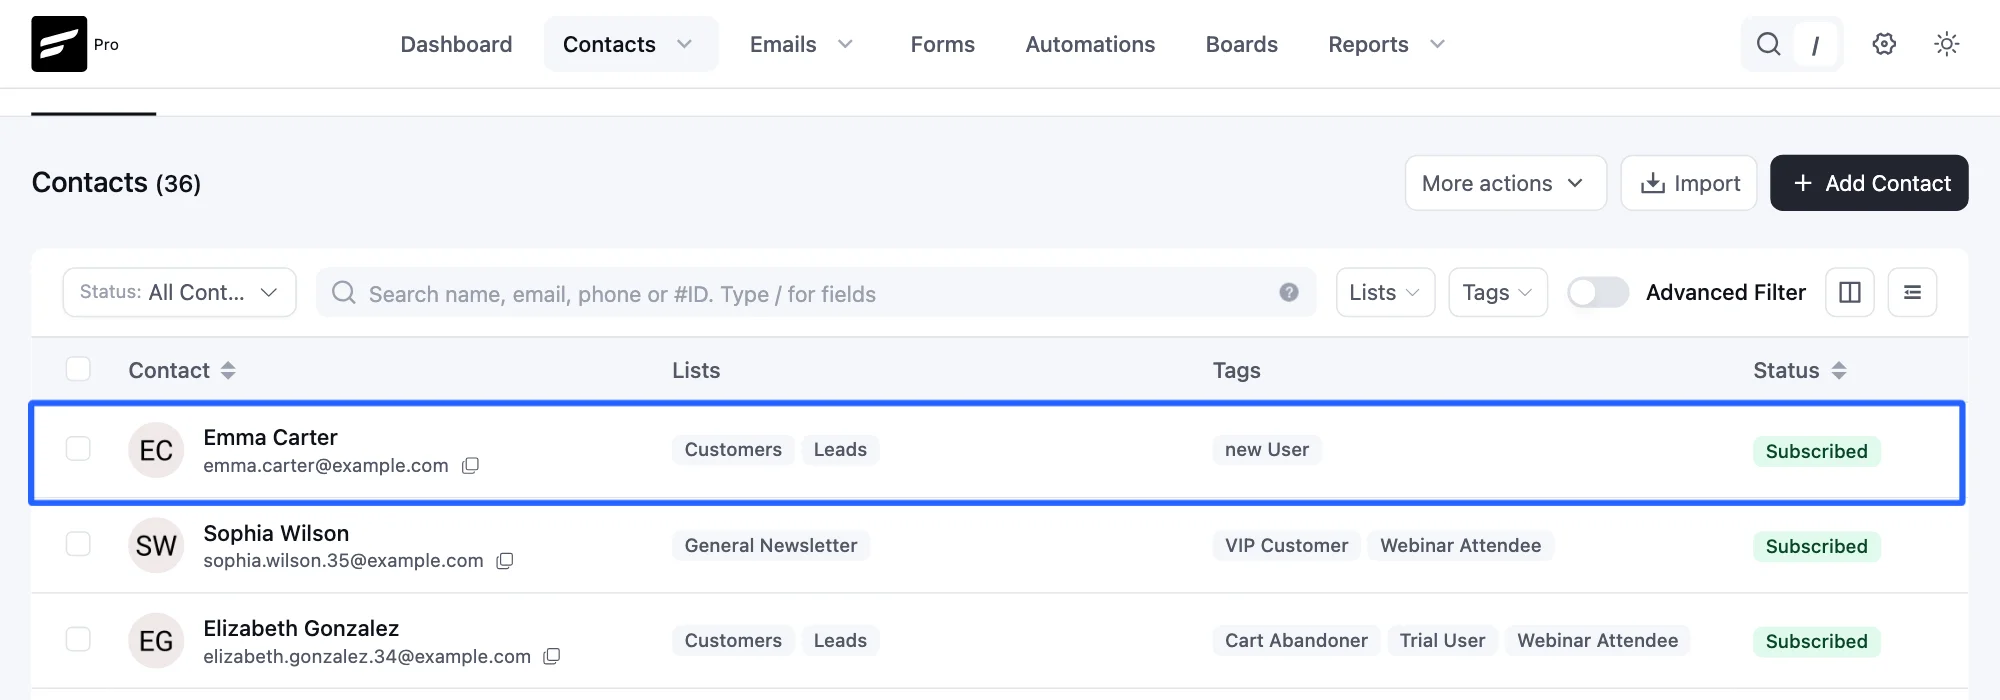 Pro Dashboard Contacts Emails Forms Automations Boards Reports /
Contacts (36) More actions Import + Add Contact
Status: All Cont... Search name, email, phone or #ID. Type / for fields ? Lists Tags Advanced Filter
Contact Lists Tags Status
EC Emma Carter Customers Leads new User Subscribed
emma.carter@example.com
SW Sophia Wilson General Newsletter VIP Customer Webinar Attendee Subscribed
sophia.wilson.35@example.com
EG Elizabeth Gonzalez Customers Leads Cart Abandoner Trial User Webinar Attendee Subscribed
elizabeth.gonzalez.34@example.com